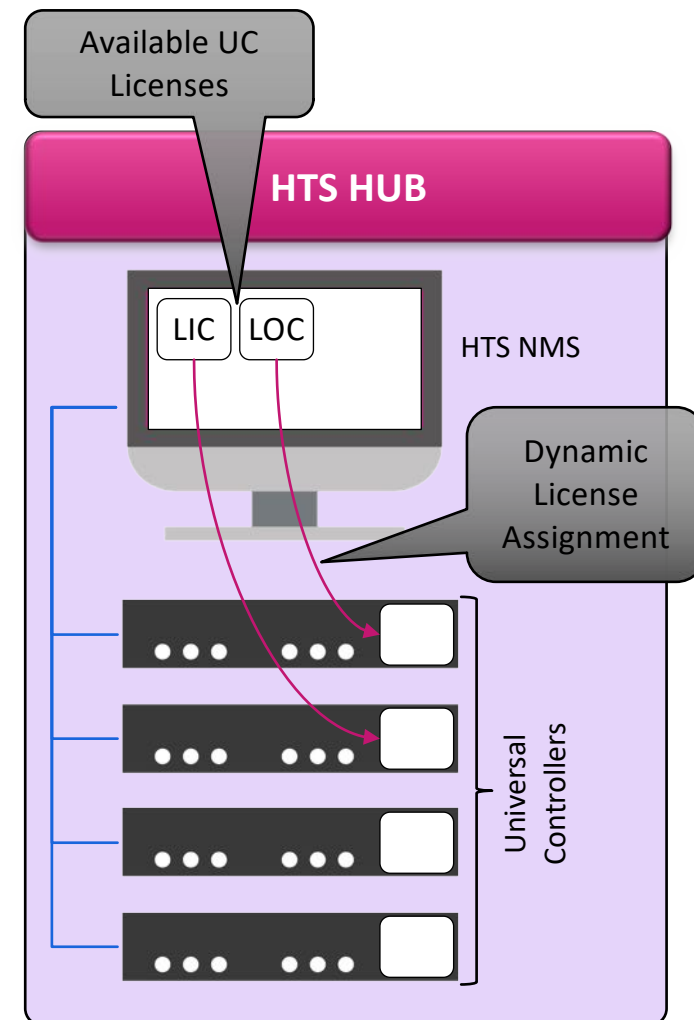 Available UC
Licenses
HTS HUB
LIC
LOC
HTS NMS
Dynamic
License
Assignment
Universal
Controllers